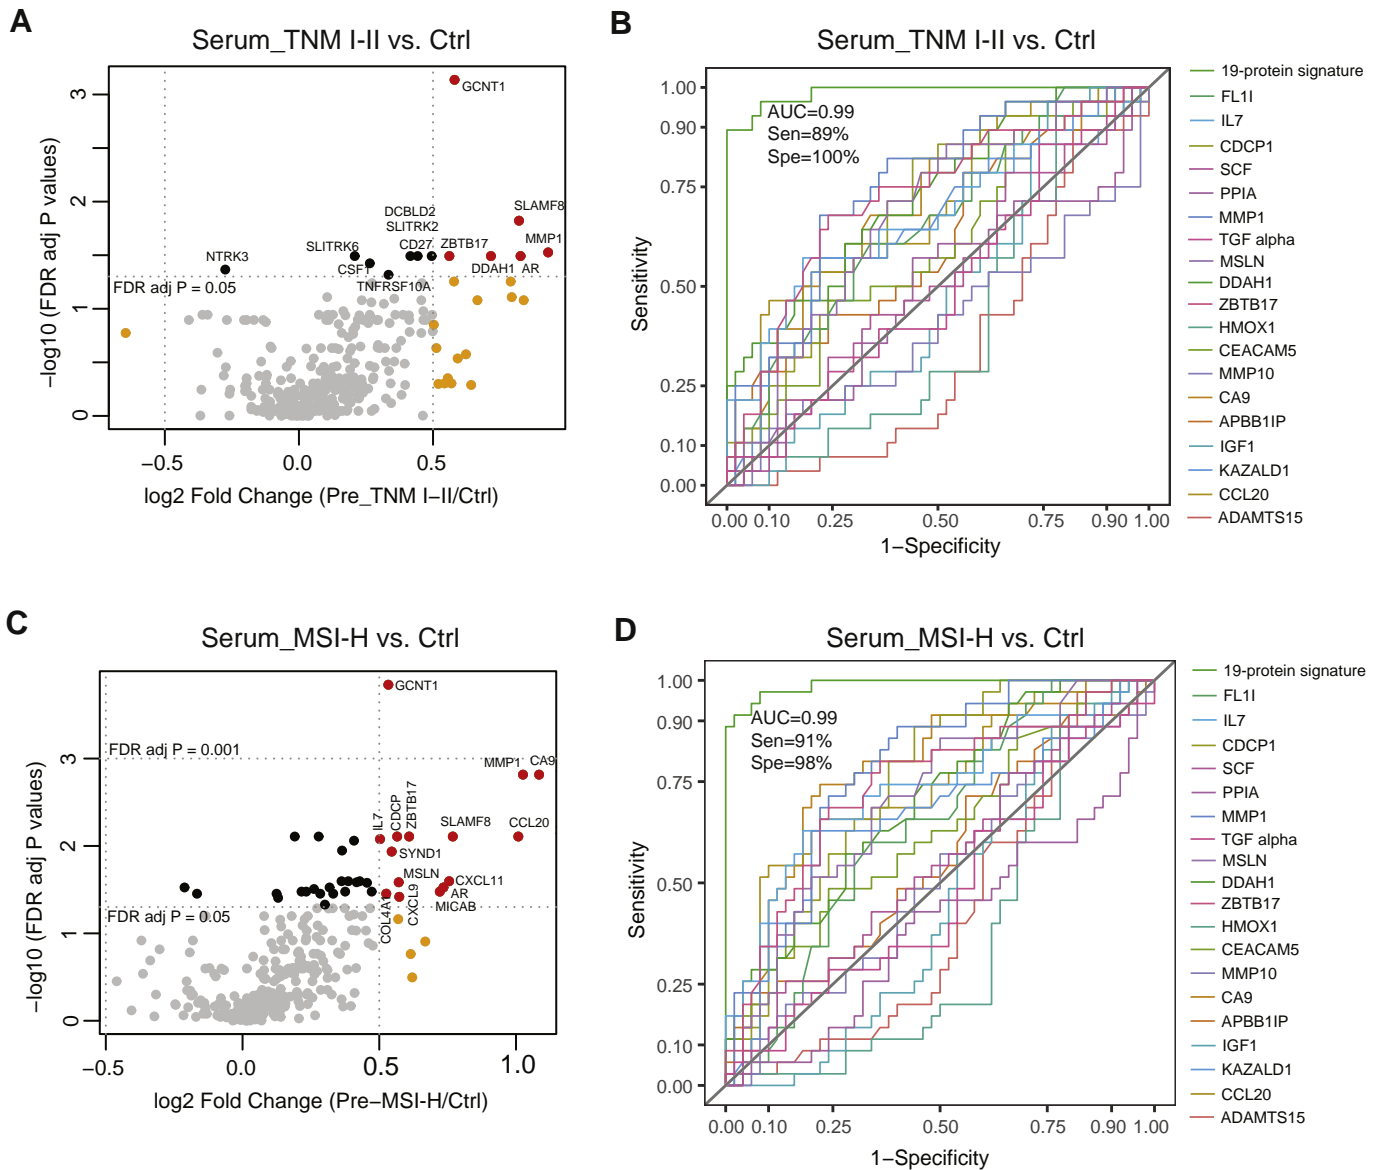 A
Serum_TNM I-II vs. Ctrl
−log10 (FDR adj P values)
3
2
1
0
GCNT1
SLAMF8
DCBLD2
SLITRK2
SLITRK6
CD27
ZBTB17
MMP1
NTRK3
CSF1
DDAH1
AR
TNFRSF10A
FDR adj P = 0.05
−0.5
0.0
0.5
log2 Fold Change (Pre_TNM I−II/Ctrl)
B
Serum_TNM I-II vs. Ctrl
Sensitivity
1.00
0.90
0.75
0.50
0.25
0.10
0.00
AUC=0.99
Sen=89%
Spe=100%
0.00 0.10 0.25 0.50 0.75 0.90 1.00
1−Specificity
19-protein signature
FL1I
IL7
CDCP1
SCF
PPIA
MMP1
TGF alpha
MSLN
DDAH1
ZBTB17
HMOX1
CEACAM5
MMP10
CA9
APBB1IP
IGF1
KAZALD1
CCL20
ADAMTS15
C
Serum_MSI-H vs. Ctrl
−log10 (FDR adj P values)
3
2
1
0
GCNT1
FDR adj P = 0.001
MMP1
CA9
IL7
CDCP
ZBTB17
SLAMF8
CCL20
SYND1
MSLN
CXCL11
AR
MICAB
COL4A1
CXCL9
FDR adj P = 0.05
−0.5
0.0
0.5
1.0
log2 Fold Change (Pre−MSI−H/Ctrl)
D
Serum_MSI-H vs. Ctrl
Sensitivity
1.00
0.90
0.75
0.50
0.25
0.10
0.00
AUC=0.99
Sen=91%
Spe=98%
0.00 0.10 0.25 0.50 0.75 0.90 1.00
1−Specificity
19-protein signature
FL1I
IL7
CDCP1
SCF
PPIA
MMP1
TGF alpha
MSLN
DDAH1
ZBTB17
HMOX1
CEACAM5
MMP10
CA9
APBB1IP
IGF1
KAZALD1
CCL20
ADAMTS15